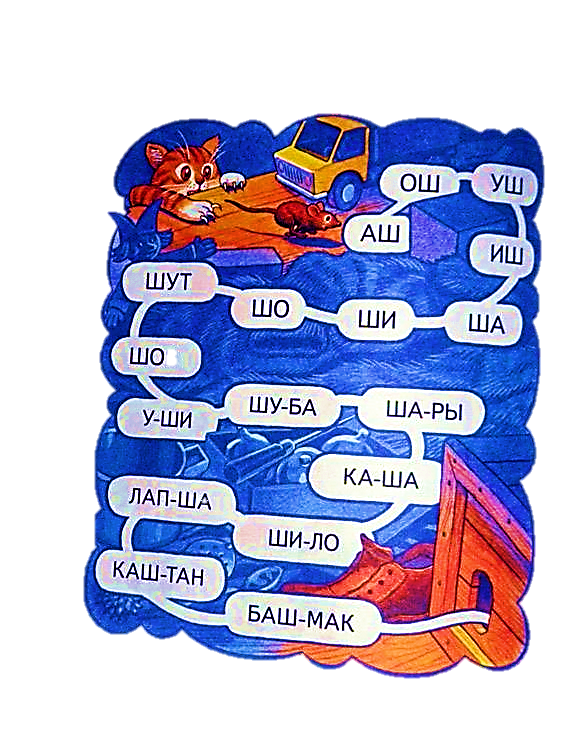 АШ
ОШ
УШ
ИШ
ША
ШИ
ШО
ШУТ
ШО
У-ШИ
ШУ-БА
ША-РЫ
КА-ША
ШИ-ЛО
ЛАП-ША
КАШ-ТАН
БАШ-МАК